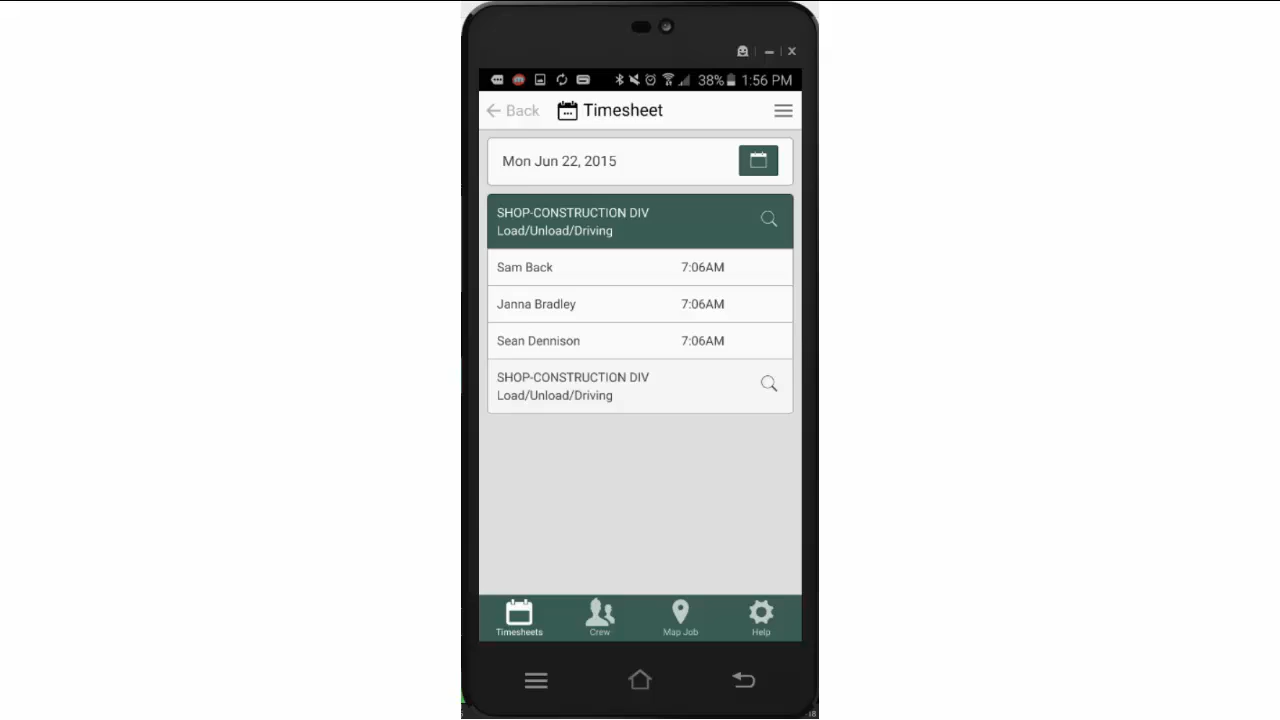 38% 1:56 PM
Back Timesheet
Mon Jun 22, 2015
SHOP-CONSTRUCTION DIV
Load/Unload/Driving
Sam Back 7:06AM
Janna Bradley 7:06AM
Sean Dennison 7:06AM
SHOP-CONSTRUCTION DIV
Load/Unload/Driving
Timesheets Crew Map Job Help